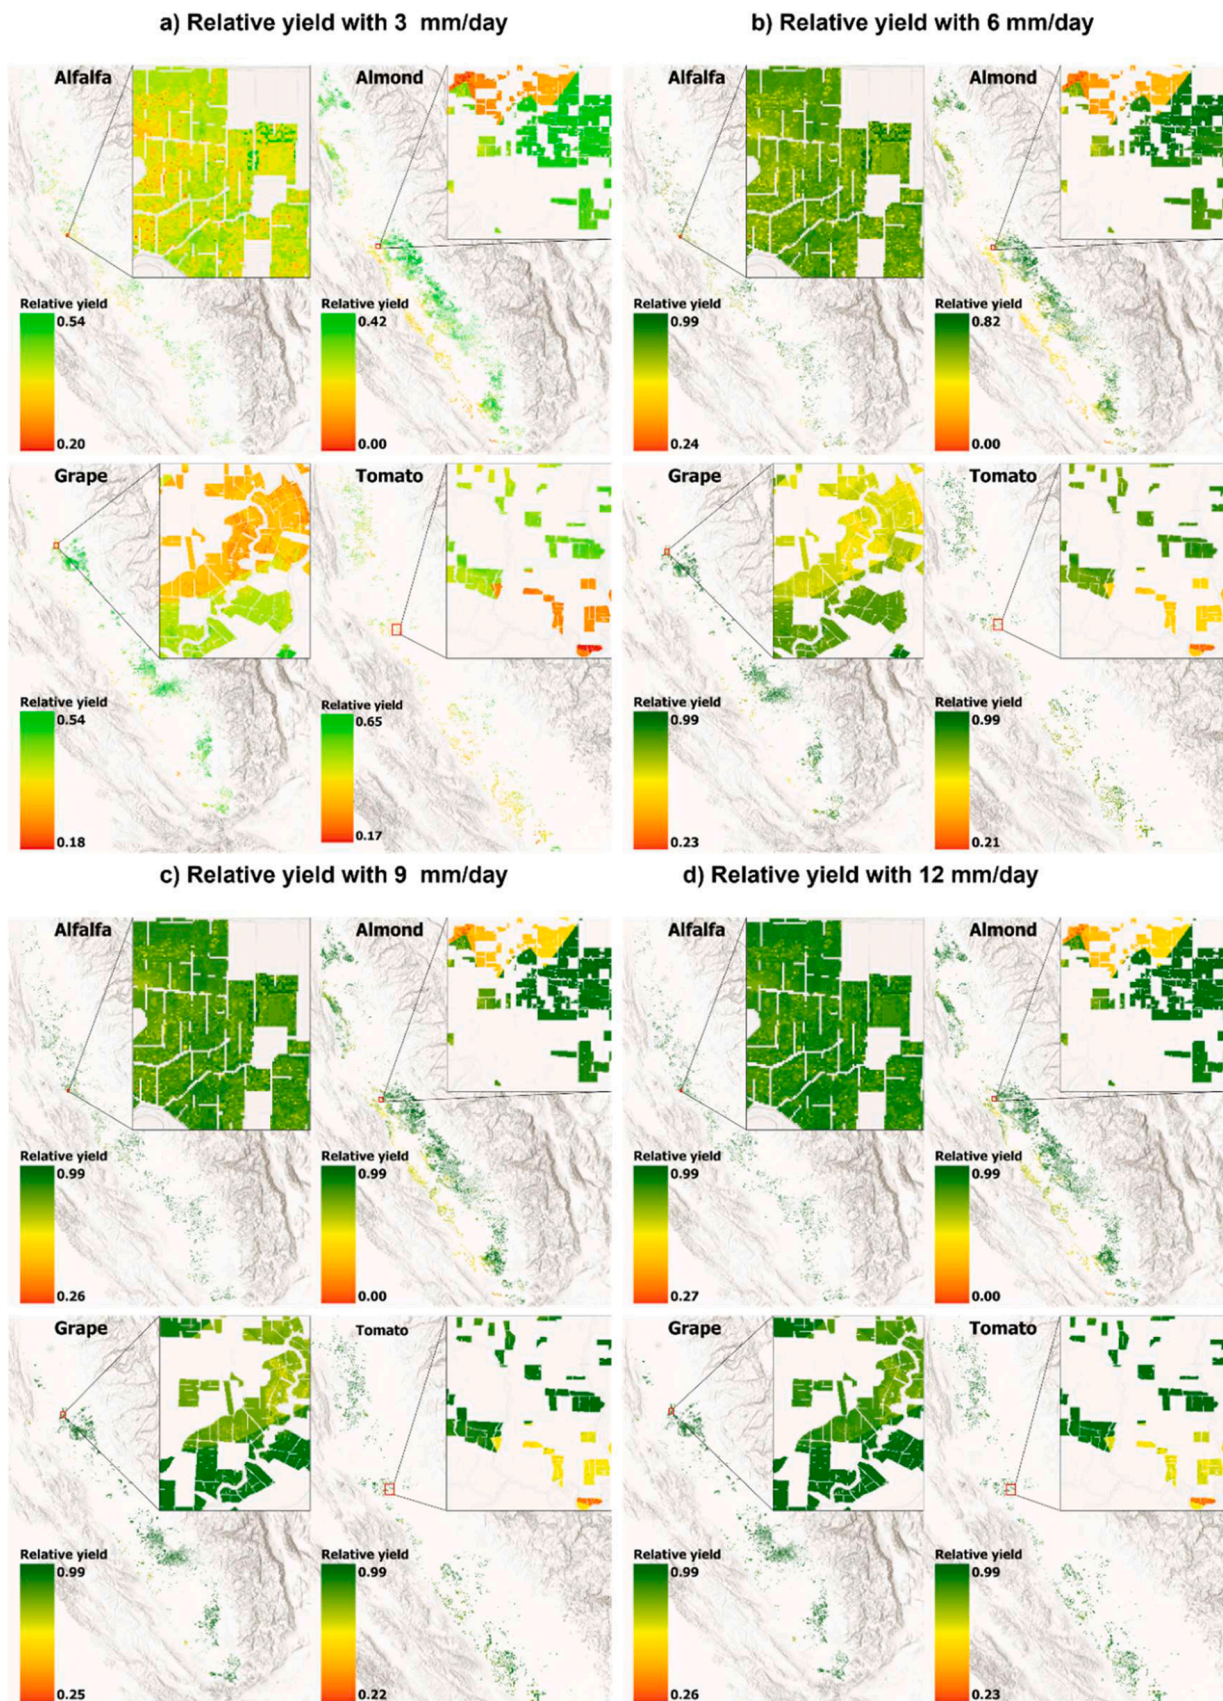 a) Relative yield with 3 mm/day
b) Relative yield with 6 mm/day
Alfalfa
Almond
Alfalfa
Almond
Relative yield
0.54
0.20
Relative yield
0.42
0.00
Relative yield
0.99
0.24
Relative yield
0.82
0.00
Grape
Tomato
Grape
Tomato
Relative yield
0.54
0.18
Relative yield
0.65
0.17
Relative yield
0.99
0.23
Relative yield
0.99
0.21
c) Relative yield with 9 mm/day
d) Relative yield with 12 mm/day
Alfalfa
Almond
Alfalfa
Almond
Relative yield
0.99
0.26
Relative yield
0.99
0.00
Relative yield
0.99
0.27
Relative yield
0.99
0.00
Grape
Tomato
Grape
Tomato
Relative yield
0.99
0.25
Relative yield
0.99
0.22
Relative yield
0.99
0.26
Relative yield
0.99
0.23